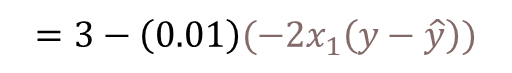 = 3 − (0.01)(−2x₁(y − ŷ))